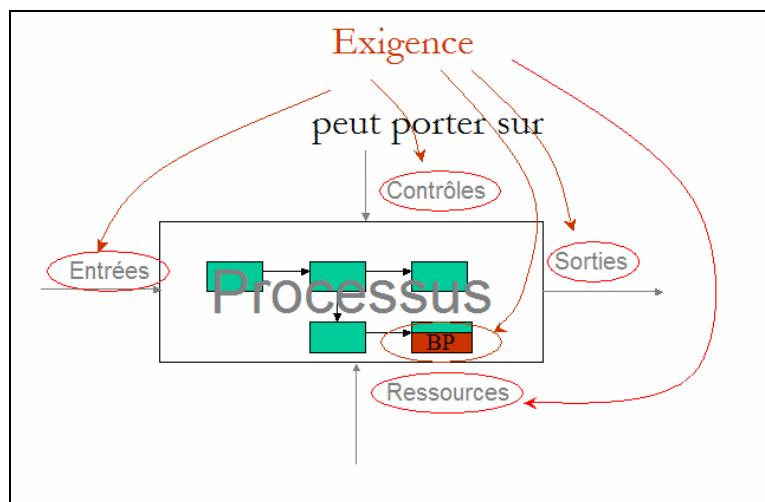 Exigence
peut porter sur
Contrôles
Entrées
Sorties
Processus
BP
Ressources